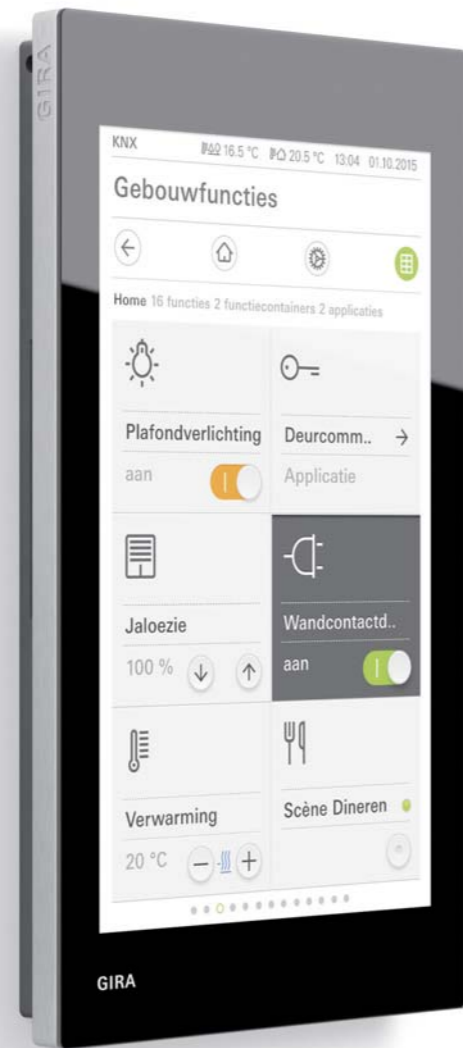 GIRA
KNX 16.5 °C 20.5 °C 13:04 01.10.2015
Gebouwfuncties
Home 16 functies 2 functiecontainers 2 applicaties
Plafondverlichting
aan
Deurcomm..
Applicatie
Jaloezie
100 %
Wandcontactd..
aan
Verwarming
20 °C
Scène Dineren
GIRA